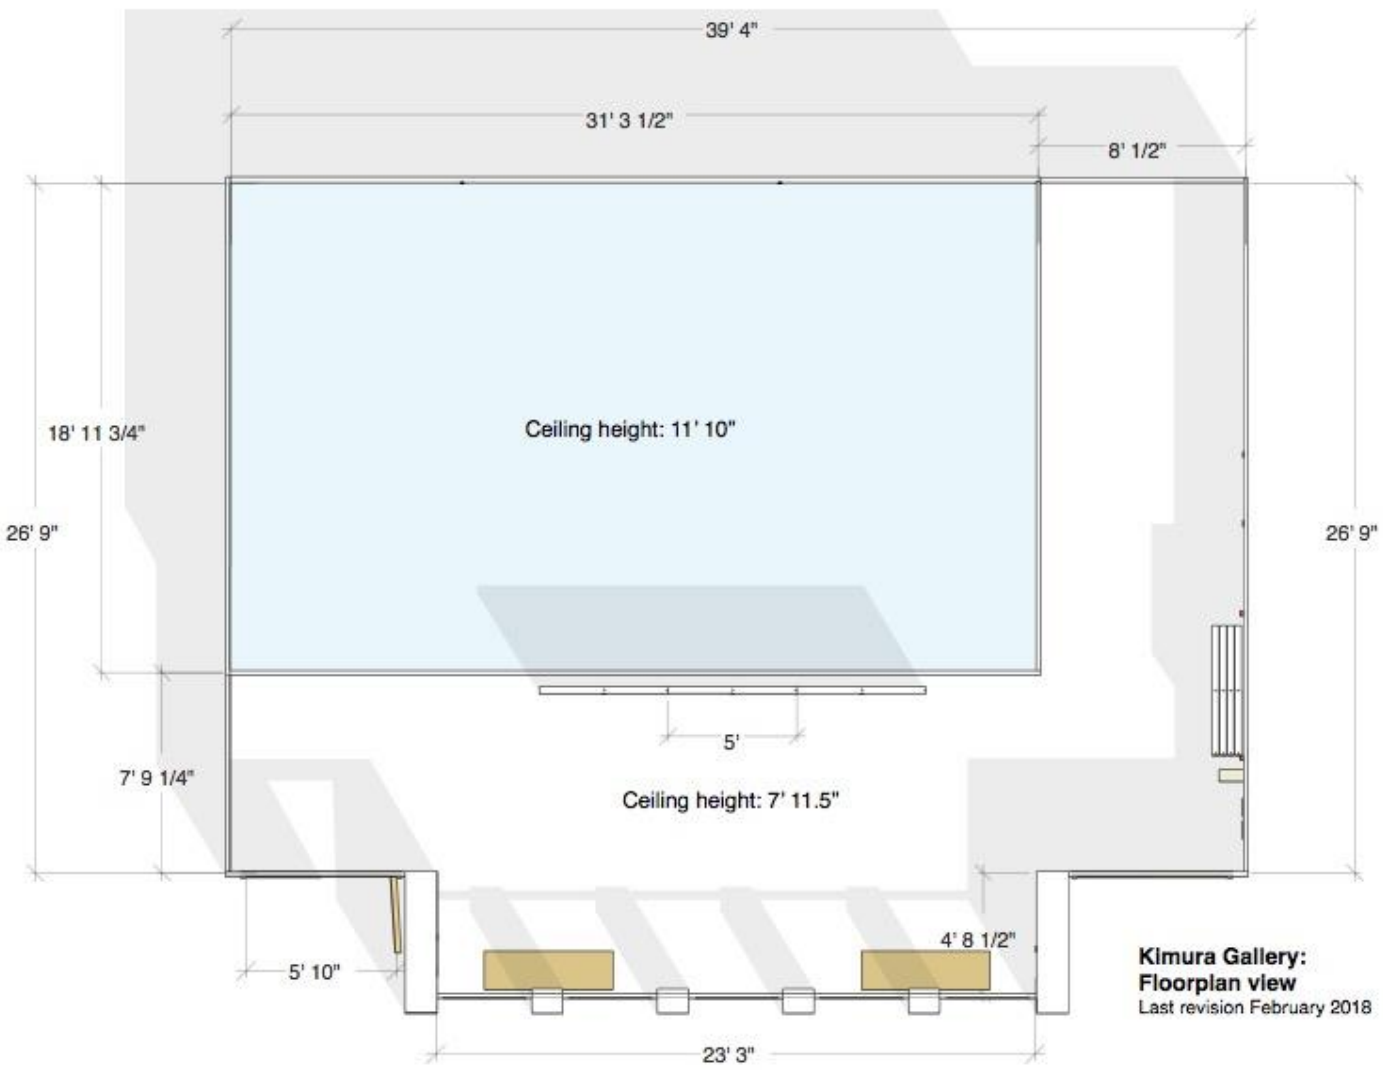 39' 4"
31' 3 1/2"
8' 1/2"
18' 11 3/4"
Ceiling height: 11' 10"
26' 9"
26' 9"
5'
7' 9 1/4"
Ceiling height: 7' 11.5"
4' 8 1/2"
5' 10"
Kimura Gallery:
Floorplan view
Last revision February 2018
23' 3"